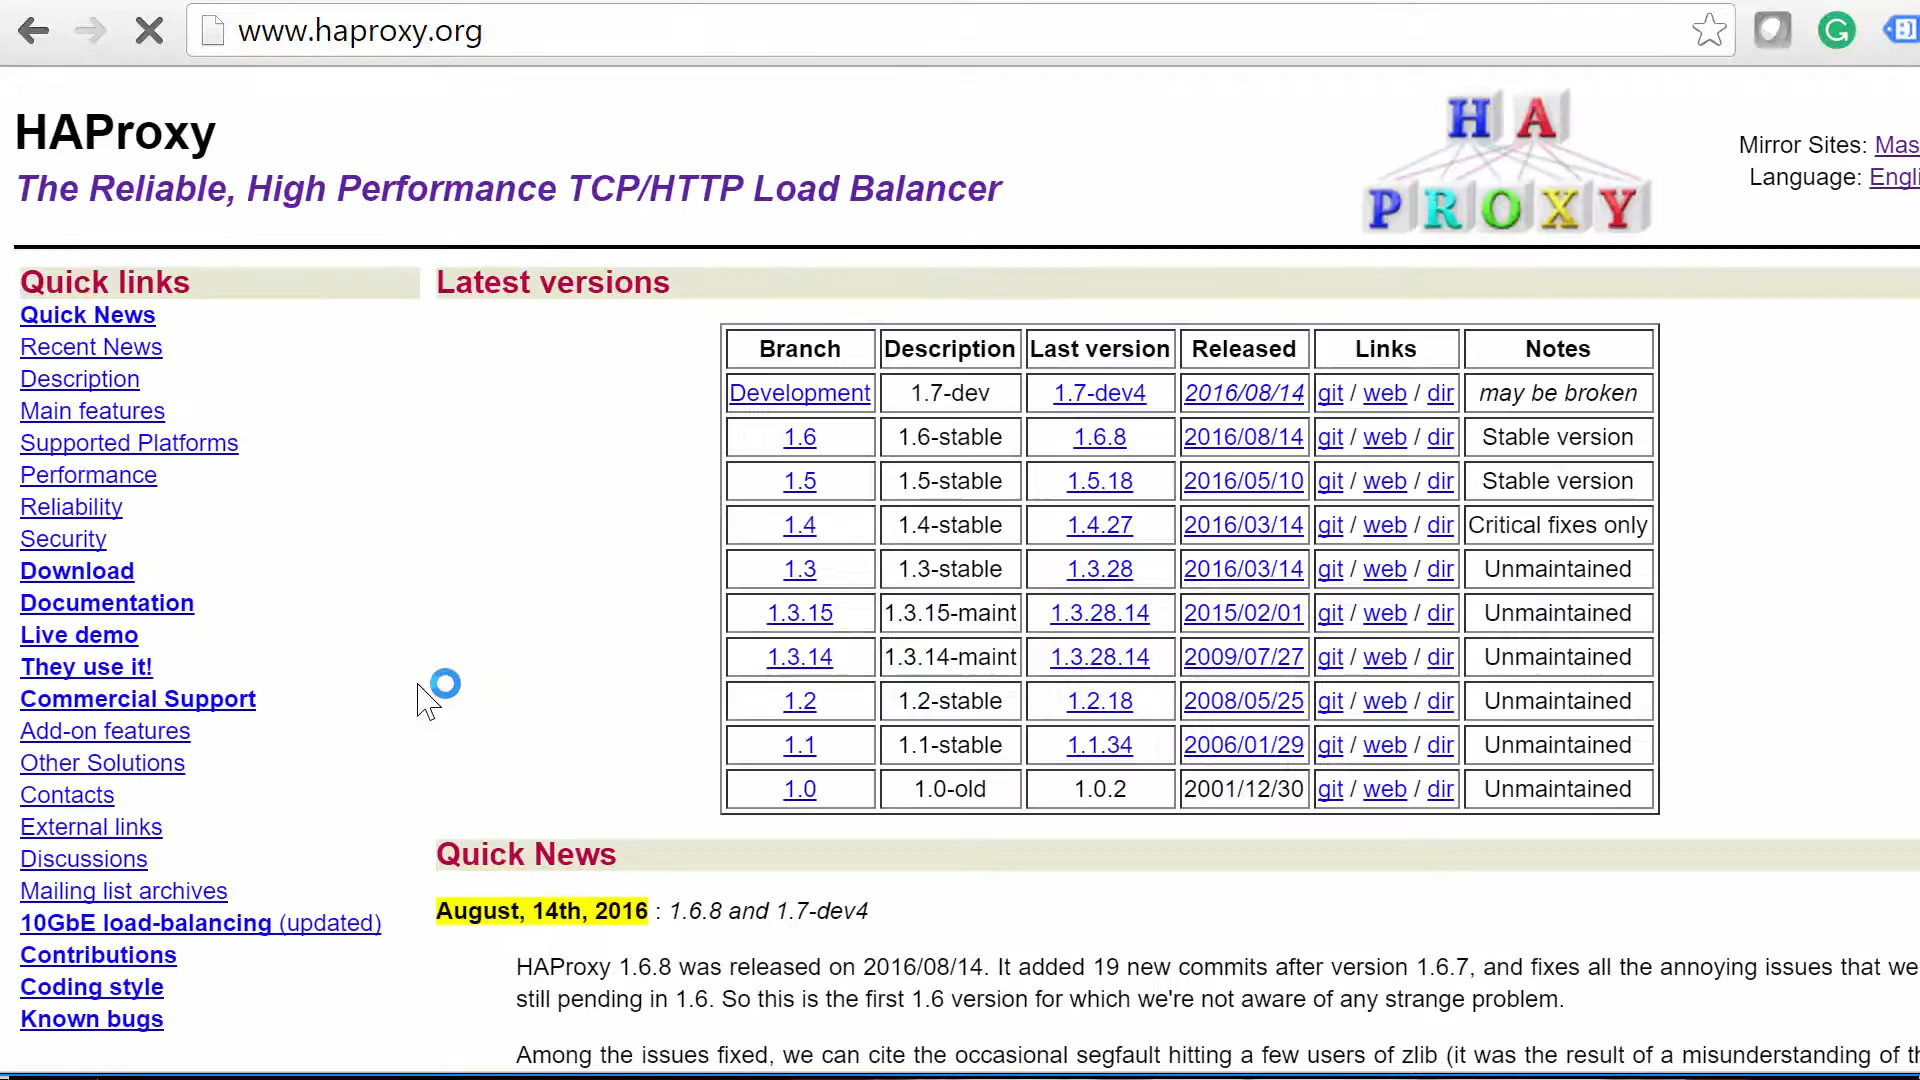 www.haproxy.org
HAProxy
The Reliable, High Performance TCP/HTTP Load Balancer
H A
PROXY
Mirror Sites: Mas
Language: Engli
Quick links
Quick News
Recent News
Description
Main features
Supported Platforms
Performance
Reliability
Security
Download
Documentation
Live demo
They use it!
Commercial Support
Add-on features
Other Solutions
Contacts
External links
Discussions
Mailing list archives
10GbE load-balancing (updated)
Contributions
Coding style
Known bugs
Latest versions
Branch Description Last version Released Links Notes
Development 1.7-dev 1.7-dev4 2016/08/14 git / web / dir may be broken
1.6 1.6-stable 1.6.8 2016/08/14 git / web / dir Stable version
1.5 1.5-stable 1.5.18 2016/05/10 git / web / dir Stable version
1.4 1.4-stable 1.4.27 2016/03/14 git / web / dir Critical fixes only
1.3 1.3-stable 1.3.28 2016/03/14 git / web / dir Unmaintained
1.3.15 1.3.15-maint 1.3.28.14 2015/02/01 git / web / dir Unmaintained
1.3.14 1.3.14-maint 1.3.28.14 2009/07/27 git / web / dir Unmaintained
1.2 1.2-stable 1.2.18 2008/05/25 git / web / dir Unmaintained
1.1 1.1-stable 1.1.34 2006/01/29 git / web / dir Unmaintained
1.0 1.0-old 1.0.2 2001/12/30 git / web / dir Unmaintained
Quick News
August, 14th, 2016 : 1.6.8 and 1.7-dev4
HAProxy 1.6.8 was released on 2016/08/14. It added 19 new commits after version 1.6.7, and fixes all the annoying issues that we
still pending in 1.6. So this is the first 1.6 version for which we're not aware of any strange problem.
Among the issues fixed, we can cite the occasional segfault hitting a few users of zlib (it was the result of a misunderstanding of